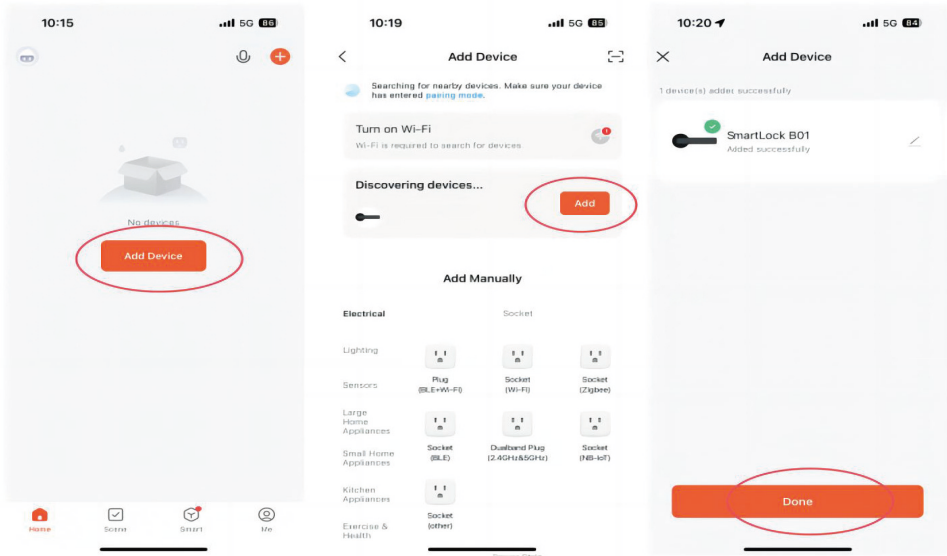 10:15
5G 86
No devices
Add Device
Home
Smart
Me
10:19
5G 85
Add Device
Searching for nearby devices. Make sure your device
has entered pairing mode.
Turn on Wi-Fi
Wi-Fi is required to search for devices
Discovering devices...
Add
Add Manually
Electrical
Socket
Lighting
Sensors
Large
Home
Appliances
Small Home
Appliances
Kitchen
Appliances
Exercise &
Health
Plug
(BLE+Wi-Fi)
Socket
(Wi-Fi)
Socket
(Zigbee)
Socket
(BLE)
Dualband Plug
(2.4GHz&5GHz)
Socket
(NB-IoT)
Socket
(other)
10:20
5G 84
Add Device
1 device(s) added successfully
SmartLock B01
Added successfully
Done